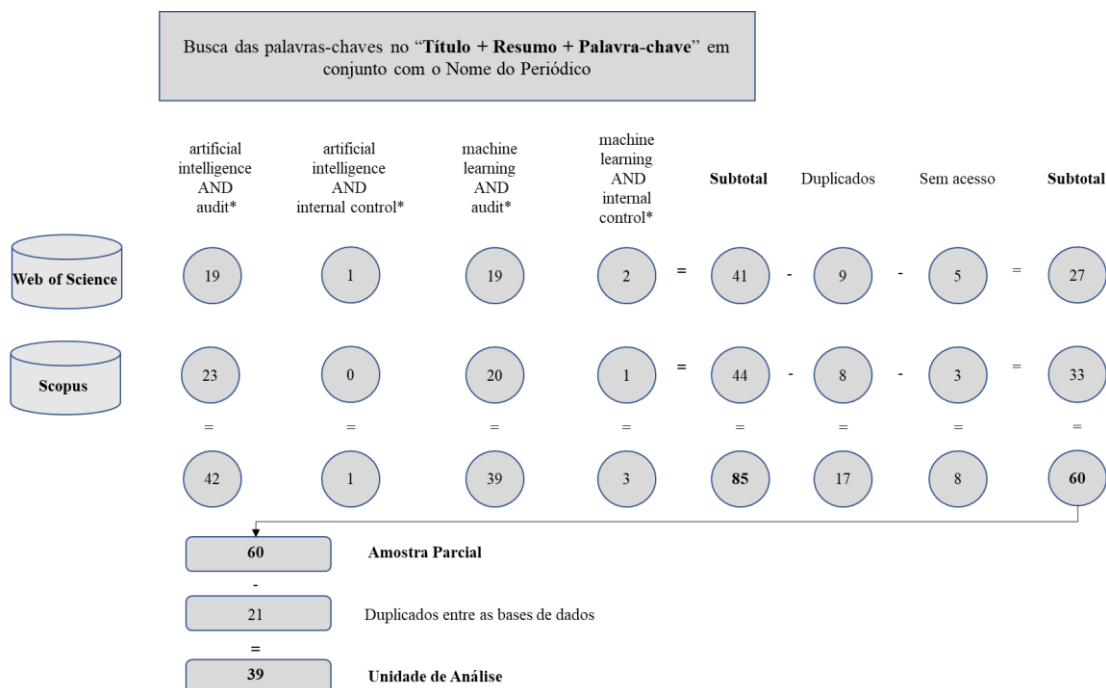 Busca das palavras-chaves no “Título + Resumo + Palavra-chave” em
conjunto com o Nome do Periódico
artificial
intelligence
AND
audit*
artificial
intelligence
AND
internal control*
machine
learning
AND
audit*
machine
learning
AND
internal
control*
Subtotal
Duplicados
Sem acesso
Subtotal
Web of Science 19 1 19 2 = 41 - 9 - 5 = 27
Scopus 23 0 20 1 = 44 - 8 - 3 = 33
= = = = = = = =
42 1 39 3 85 17 8 60
60 Amostra Parcial
-
21 Duplicados entre as bases de dados
=
39 Unidade de Análise